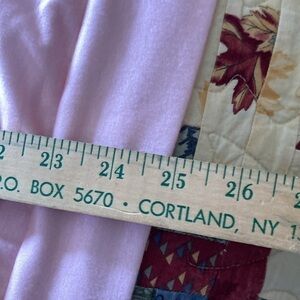 2 23 24 25 26 2
P.O. BOX 5670 · CORTLAND, NY 1